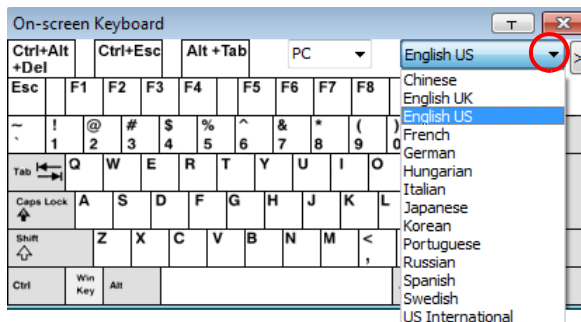 On-screen Keyboard T X
Ctrl+Alt +Del Ctrl+Esc Alt +Tab PC English US >
Esc F1 F2 F3 F4 F5 F6 F7 F8
~ ` ! 1 @ 2 # 3 $ 4 % 5 ^ 6 & 7 * 8 ( 9 ) 0
Tab Q W E R T Y U I O
Caps Lock A S D F G H J K L
Shift Z X C V B N M < ,
Ctrl Win Key Alt
Chinese
English UK
English US
French
German
Hungarian
Italian
Japanese
Korean
Portuguese
Russian
Spanish
Swedish
US International